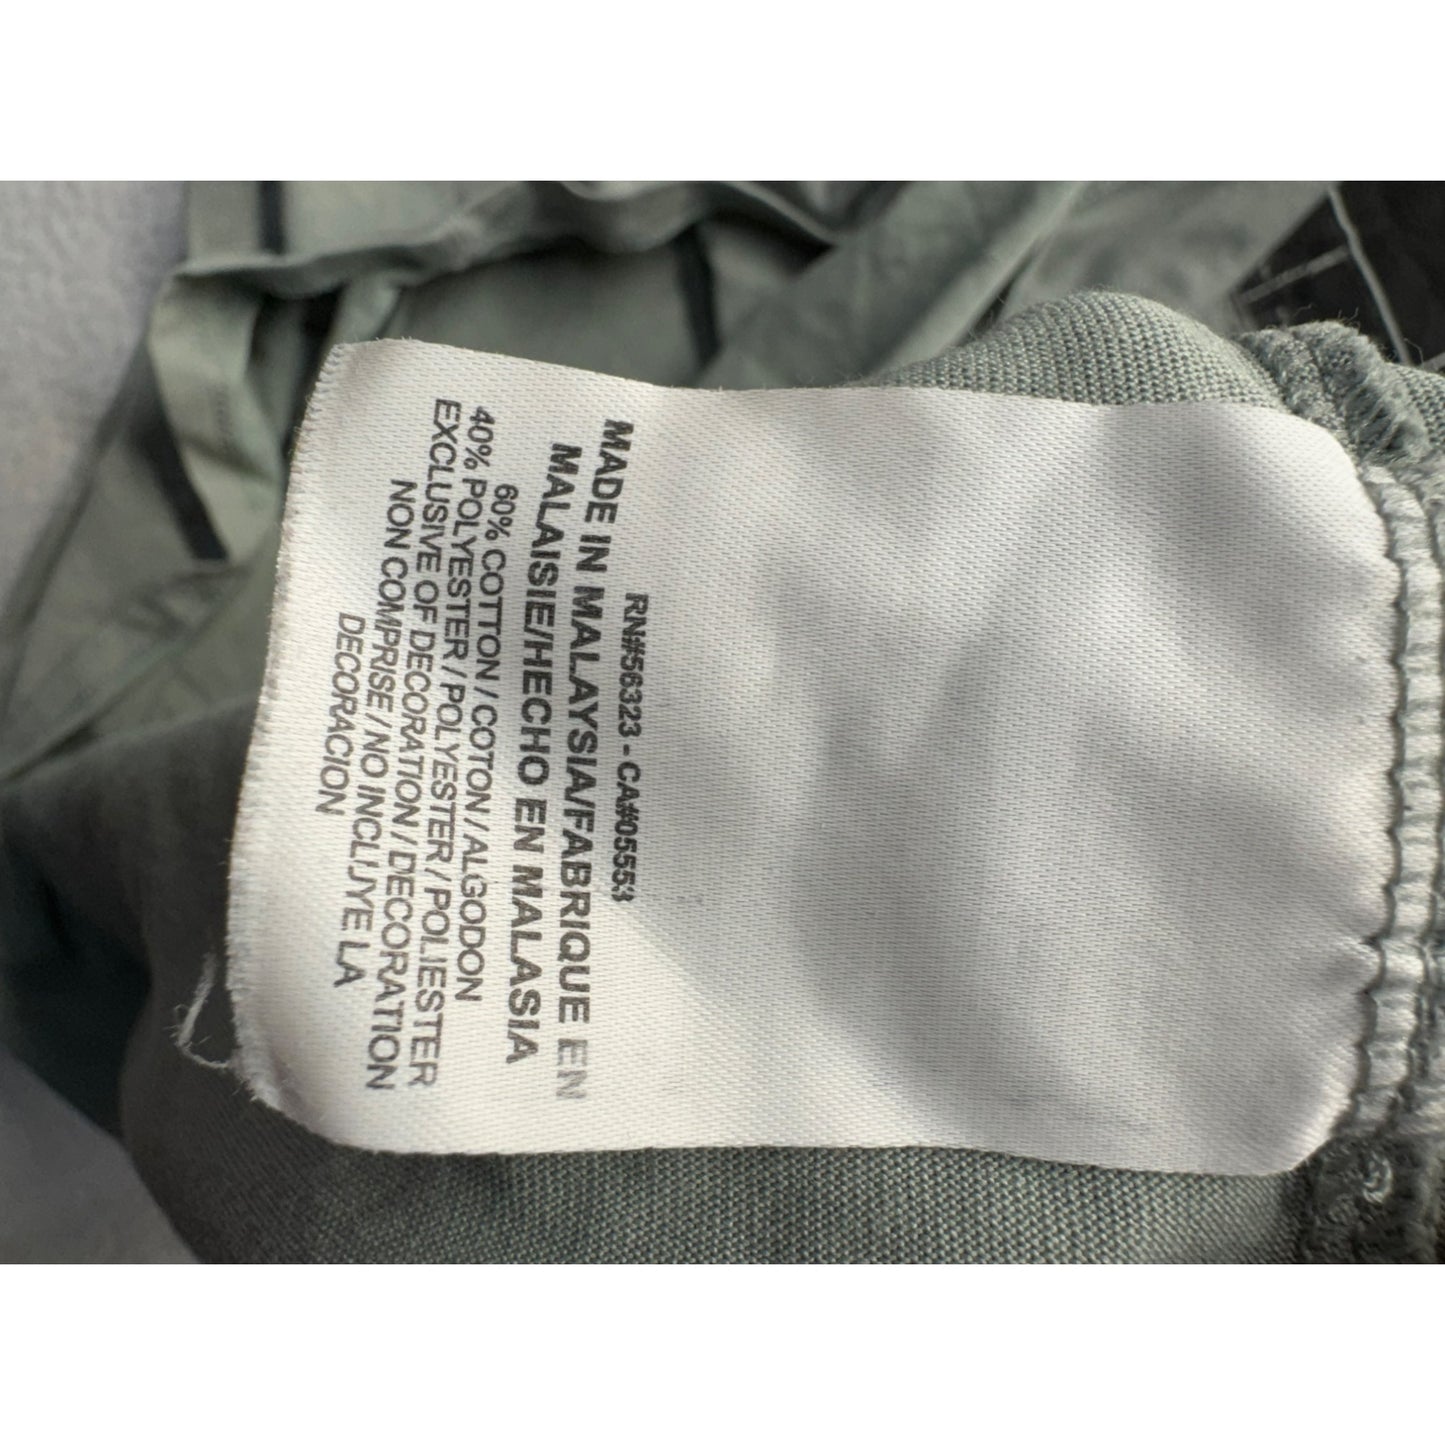 RN#56323 - CA#05553
MADE IN MALAYSIA/FABRIQUE EN
MALAISIE/HECHO EN MALASIA
60% COTTON / COTON / ALGODON
40% POLYESTER / POLYESTER / POLIESTER
EXCLUSIVE OF DECORATION / DECORATION
NON COMPRISE / NO INCLUYE LA
DECORACION